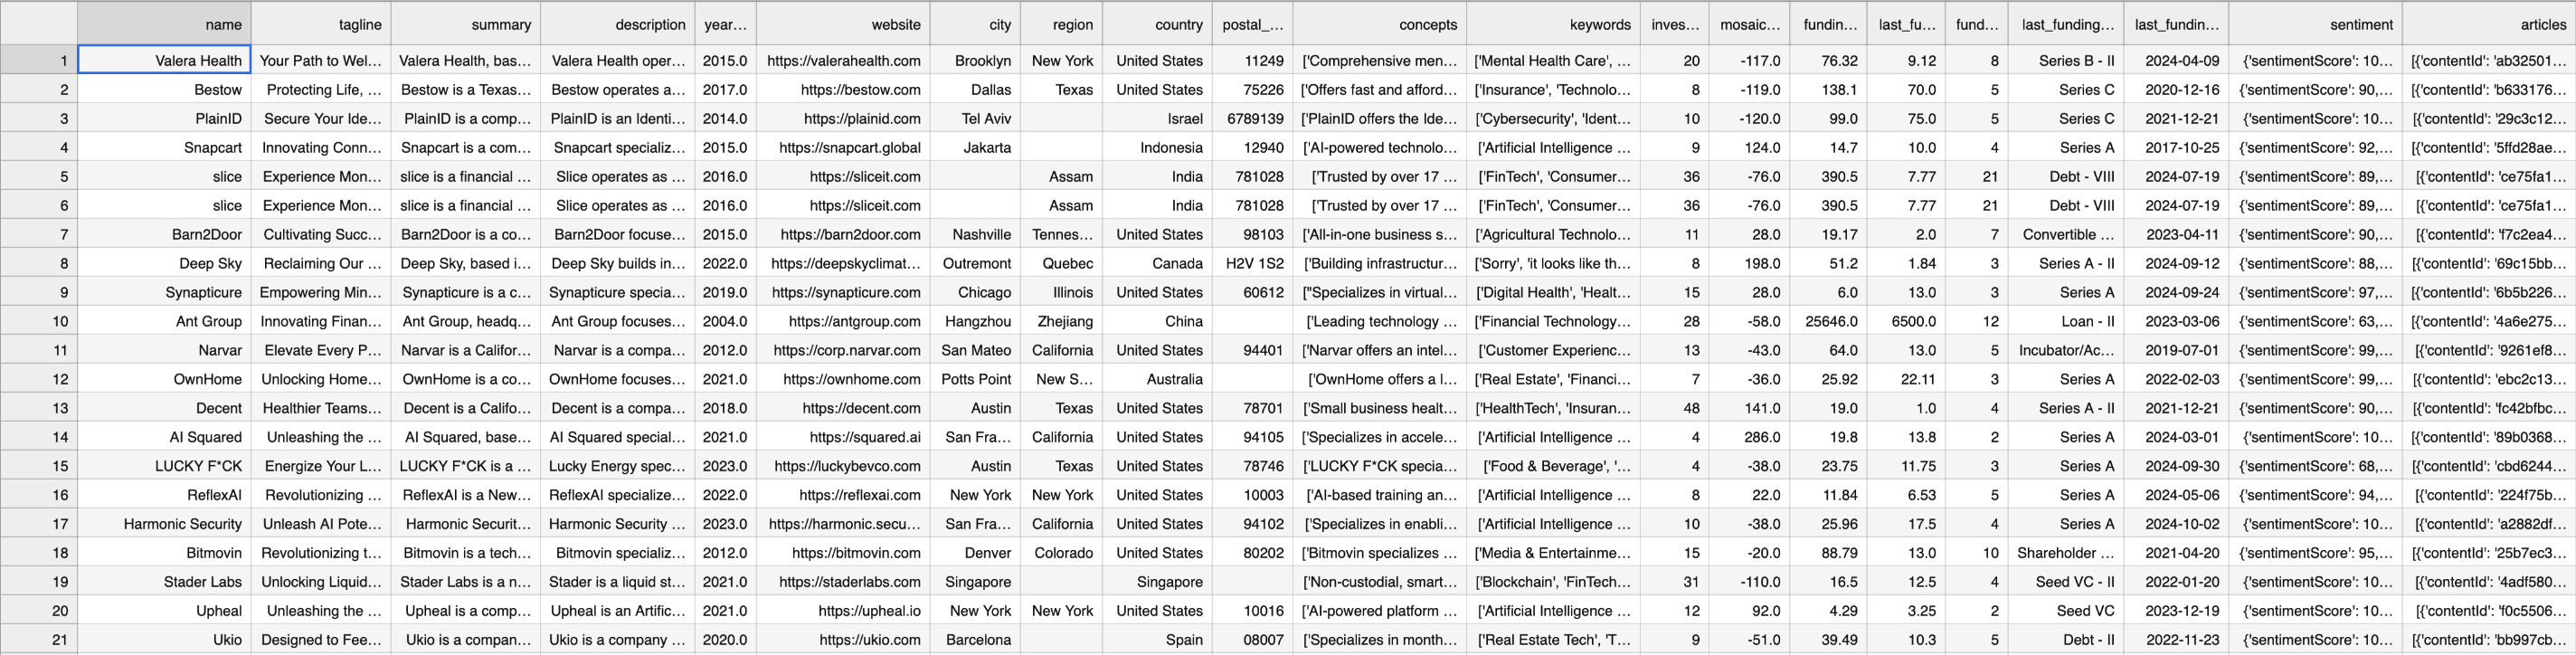 name tagline summary description year... website city region country postal_... concepts keywords inves... mosaic... fundin... last_fu... fund... last_funding... last_fundin... sentiment articles
1 Valera Health Your Path to Wel... Valera Health, bas... Valera Health oper... 2015.0 https://valerahealth.com Brooklyn New York United States 11249 ['Comprehensive men... ['Mental Health Care', ... 20 -117.0 76.32 9.12 8 Series B - II 2024-04-09 {'sentimentScore': 10... [{'contentId': 'ab32501...
2 Bestow Protecting Life, ... Bestow is a Texas... Bestow operates a... 2017.0 https://bestow.com Dallas Texas United States 75226 ['Offers fast and afford... ['Insurance', 'Technolo... 8 -119.0 138.1 70.0 5 Series C 2020-12-16 {'sentimentScore': 90,... [{'contentId': 'b633176...
3 PlainID Secure Your Ide... PlainID is a comp... PlainID is an Identi... 2014.0 https://plainid.com Tel Aviv Israel 6789139 ['PlainID offers the Ide... ['Cybersecurity', 'Ident... 10 -120.0 99.0 75.0 5 Series C 2021-12-21 {'sentimentScore': 10... [{'contentId': '29c3c12...
4 Snapcart Innovating Conn... Snapcart is a com... Snapcart specializ... 2015.0 https://snapcart.global Jakarta Indonesia 12940 ['AI-powered technolo... ['Artificial Intelligence ... 9 124.0 14.7 10.0 4 Series A 2017-10-25 {'sentimentScore': 92,... [{'contentId': '5ffd28ae...
5 slice Experience Mon... slice is a financial ... Slice operates as ... 2016.0 https://sliceit.com Assam India 781028 ['Trusted by over 17 ... ['FinTech', 'Consumer... 36 -76.0 390.5 7.77 21 Debt - VIII 2024-07-19 {'sentimentScore': 89,... [{'contentId': 'ce75fa1...
6 slice Experience Mon... slice is a financial ... Slice operates as ... 2016.0 https://sliceit.com Assam India 781028 ['Trusted by over 17 ... ['FinTech', 'Consumer... 36 -76.0 390.5 7.77 21 Debt - VIII 2024-07-19 {'sentimentScore': 89,... [{'contentId': 'ce75fa1...
7 Barn2Door Cultivating Succ... Barn2Door is a co... Barn2Door focuse... 2015.0 https://barn2door.com Nashville Tennes... United States 98103 ['All-in-one business s... ['Agricultural Technolo... 11 28.0 19.17 2.0 7 Convertible ... 2023-04-11 {'sentimentScore': 90,... [{'contentId': 'f7c2ea4...
8 Deep Sky Reclaiming Our ... Deep Sky, based i... Deep Sky builds in... 2022.0 https://deepskyclimat... Outremont Quebec Canada H2V 1S2 ['Building infrastructur... ['Sorry', 'it looks like th... 8 198.0 51.2 1.84 3 Series A - II 2024-09-12 {'sentimentScore': 88,... [{'contentId': '69c15bb...
9 Synapticure Empowering Min... Synapticure is a c... Synapticure specia... 2019.0 https://synapticure.com Chicago Illinois United States 60612 ["Specializes in virtual... ['Digital Health', 'Healt... 15 28.0 6.0 13.0 3 Series A 2024-09-24 {'sentimentScore': 97,... [{'contentId': '6b5b226...
10 Ant Group Innovating Finan... Ant Group, headq... Ant Group focuses... 2004.0 https://antgroup.com Hangzhou Zhejiang China ['Leading technology ... ['Financial Technology... 28 -58.0 25646.0 6500.0 12 Loan - II 2023-03-06 {'sentimentScore': 63,... [{'contentId': '4a6e275...
11 Narvar Elevate Every P... Narvar is a Califor... Narvar is a compa... 2012.0 https://corp.narvar.com San Mateo California United States 94401 ['Narvar offers an intel... ['Customer Experienc... 13 -43.0 64.0 13.0 5 Incubator/Ac... 2019-07-01 {'sentimentScore': 99,... [{'contentId': '9261ef8...
12 OwnHome Unlocking Home... OwnHome is a co... OwnHome focuses... 2021.0 https://ownhome.com Potts Point New S... Australia ['OwnHome offers a l... ['Real Estate', 'Financi... 7 -36.0 25.92 22.11 3 Series A 2022-02-03 {'sentimentScore': 99,... [{'contentId': 'ebc2c13...
13 Decent Healthier Teams... Decent is a Califo... Decent is a compa... 2018.0 https://decent.com Austin Texas United States 78701 ['Small business healt... ['HealthTech', 'Insuran... 48 141.0 19.0 1.0 4 Series A - II 2021-12-21 {'sentimentScore': 90,... [{'contentId': 'fc42bfbc...
14 AI Squared Unleashing the ... AI Squared, base... AI Squared special... 2021.0 https://squared.ai San Fra... California United States 94105 ['Specializes in accele... ['Artificial Intelligence ... 4 286.0 19.8 13.8 2 Series A 2024-03-01 {'sentimentScore': 10... [{'contentId': '89b0368...
15 LUCKY F*CK Energize Your L... LUCKY F*CK is a ... Lucky Energy spec... 2023.0 https://luckybevco.com Austin Texas United States 78746 ['LUCKY F*CK specia... ['Food & Beverage', '... 4 -38.0 23.75 11.75 3 Series A 2024-09-30 {'sentimentScore': 68,... [{'contentId': 'cbd6244...
16 ReflexAI Revolutionizing ... ReflexAI is a New... ReflexAI specialize... 2022.0 https://reflexai.com New York New York United States 10003 ['AI-based training an... ['Artificial Intelligence ... 8 22.0 11.84 6.53 5 Series A 2024-05-06 {'sentimentScore': 94,... [{'contentId': '224f75b...
17 Harmonic Security Unleash AI Pote... Harmonic Securit... Harmonic Security ... 2023.0 https://harmonic.secu... San Fra... California United States 94102 ['Specializes in enabli... ['Artificial Intelligence ... 10 -38.0 25.96 17.5 4 Series A 2024-10-02 {'sentimentScore': 10... [{'contentId': 'a2882df...
18 Bitmovin Revolutionizing t... Bitmovin is a tech... Bitmovin specializ... 2012.0 https://bitmovin.com Denver Colorado United States 80202 ['Bitmovin specializes ... ['Media & Entertainme... 15 -20.0 88.79 13.0 10 Shareholder ... 2021-04-20 {'sentimentScore': 95,... [{'contentId': '25b7ec3...
19 Stader Labs Unlocking Liquid... Stader Labs is a n... Stader is a liquid st... 2021.0 https://staderlabs.com Singapore Singapore ['Non-custodial, smart... ['Blockchain', 'FinTech... 31 -110.0 16.5 12.5 4 Seed VC - II 2022-01-20 {'sentimentScore': 10... [{'contentId': '4adf580...
20 Upheal Unleashing the ... Upheal is a comp... Upheal is an Artific... 2021.0 https://upheal.io New York New York United States 10016 ['AI-powered platform ... ['Artificial Intelligence ... 12 92.0 4.29 3.25 2 Seed VC 2023-12-19 {'sentimentScore': 10... [{'contentId': 'f0c5506...
21 Ukio Designed to Fee... Ukio is a compan... Ukio is a company ... 2020.0 https://ukio.com Barcelona Spain 08007 ['Specializes in month... ['Real Estate Tech', 'T... 9 -51.0 39.49 10.3 5 Debt - II 2022-11-23 {'sentimentScore': 10... [{'contentId': 'bb997cb...